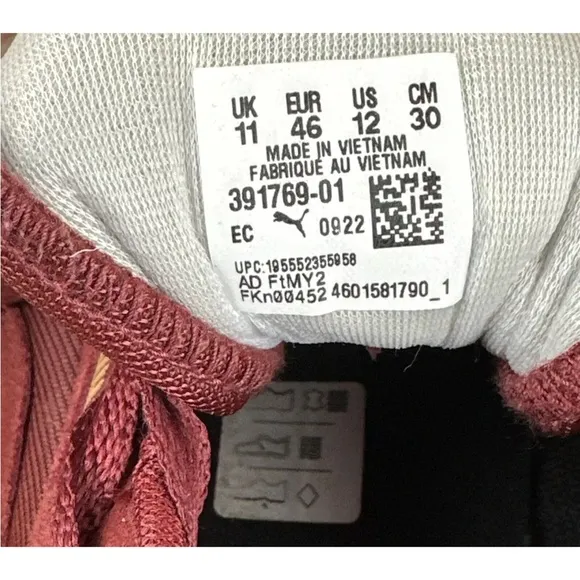 UK EUR US CM
11 46 12 30
MADE IN VIETNAM
FABRIQUÉ AU VIETNAM
391769-01
EC 0922
UPC:195552355958
AD FtMY2
FKn00452 4601581790_1